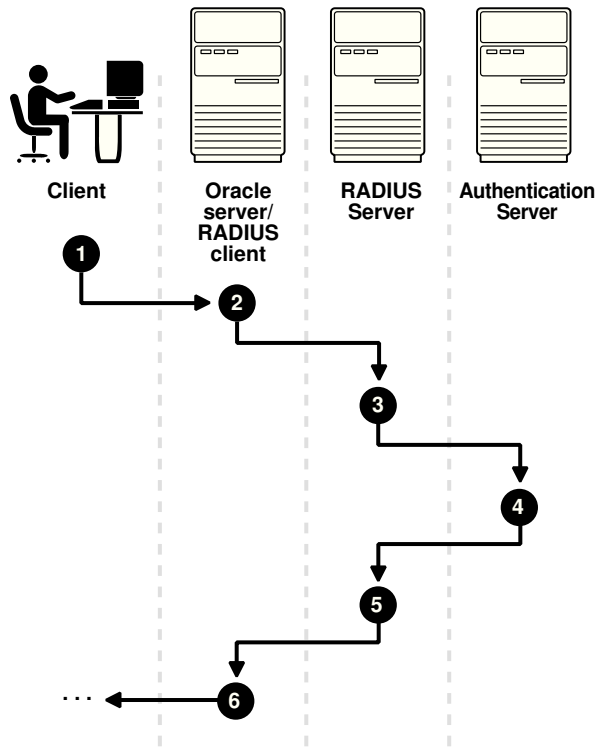 Client
Oracle
server/
RADIUS
client
RADIUS
Server
Authentication
Server
1
2
3
4
5
6
. . .